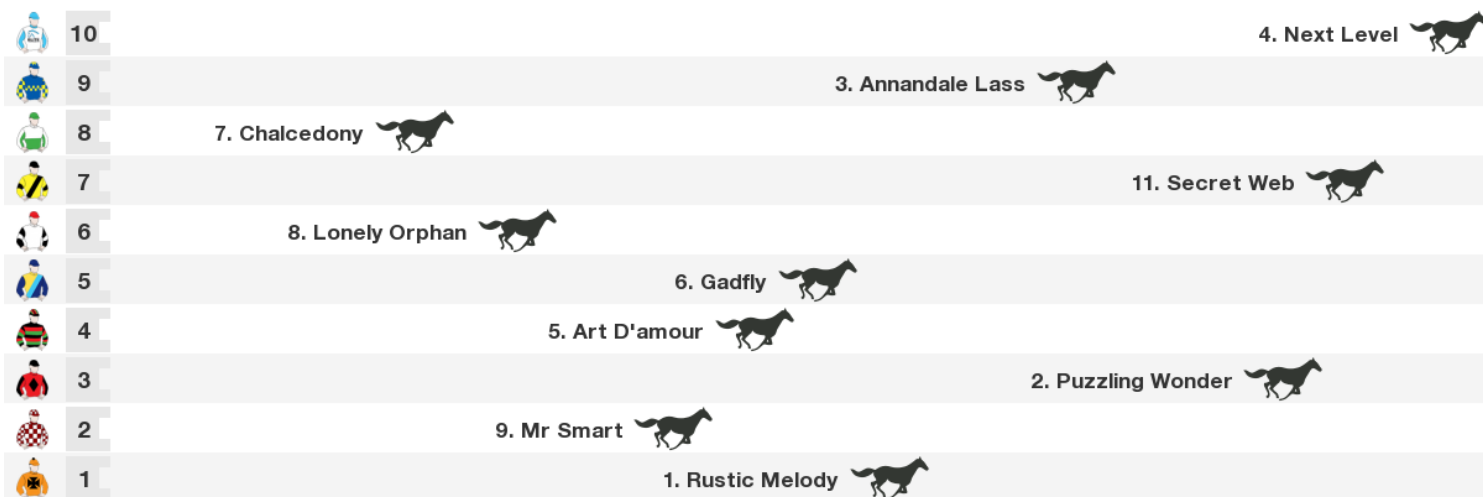 10 4. Next Level
9 3. Annandale Lass
8 7. Chalcedony
7 11. Secret Web
6 8. Lonely Orphan
5 6. Gadfly
4 5. Art D'amour
3 2. Puzzling Wonder
2 9. Mr Smart
1 1. Rustic Melody